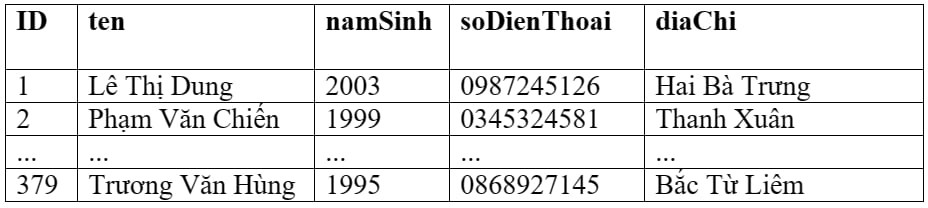 ID ten namSinh soDienThoai diaChi
1 Lê Thị Dung 2003 0987245126 Hai Bà Trưng
2 Phạm Văn Chiến 1999 0345324581 Thanh Xuân
... ... ... ... ...
379 Trương Văn Hùng 1995 0868927145 Bắc Từ Liêm